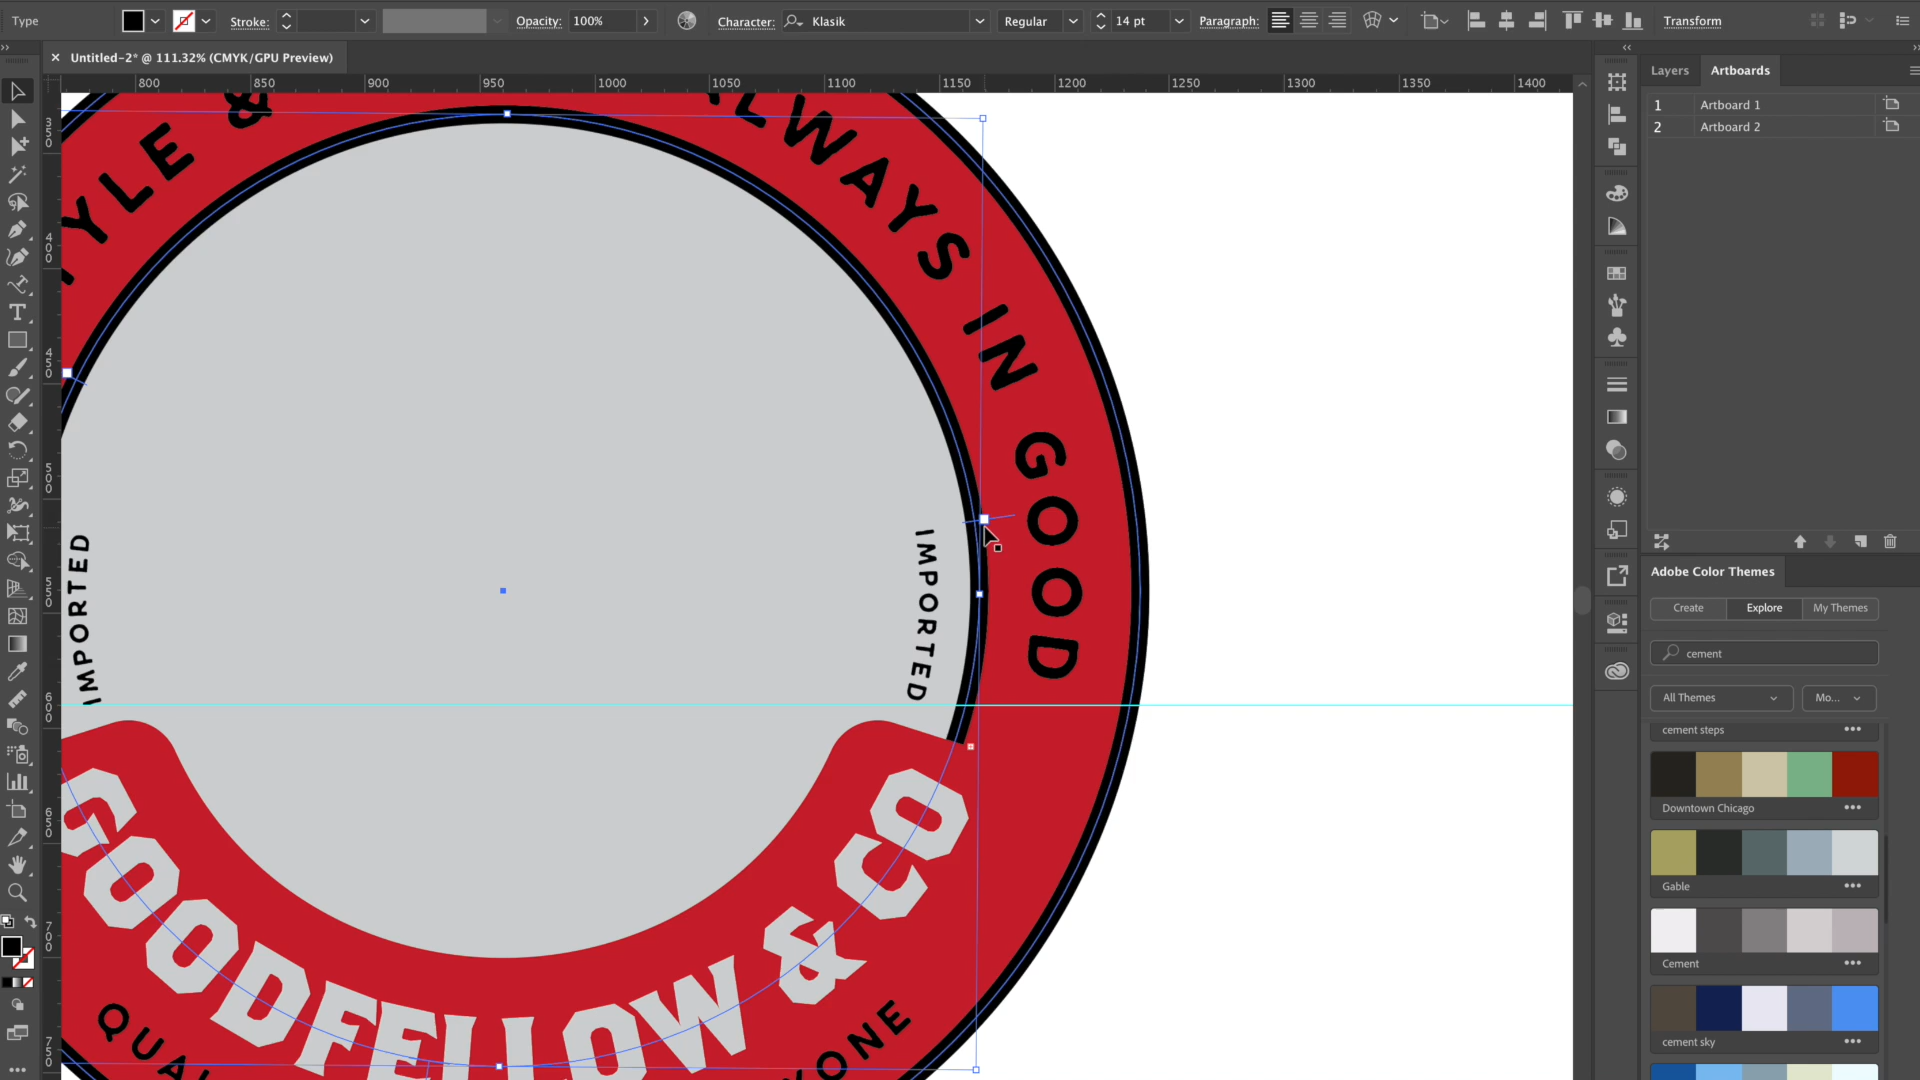 Type
Stroke:
Opacity:
100%
Character:
Klasik
Regular
14 pt
Paragraph:
Transform
Untitled-2* @ 111.32% (CMYK/GPU Preview)
800
850
900
950
1000
1050
1100
1150
1200
1250
1300
1350
1400
350
400
450
500
550
600
650
700
750
TYLE &
ALWAYS IN GOOD
IMPORTED
IMPORTED
GOODFELLOW & CO
Layers
Artboards
1 Artboard 1
2 Artboard 2
Adobe Color Themes
Create
Explore
My Themes
cement
All Themes
Mo...
cement steps
Downtown Chicago
Gable
Cement
cement sky